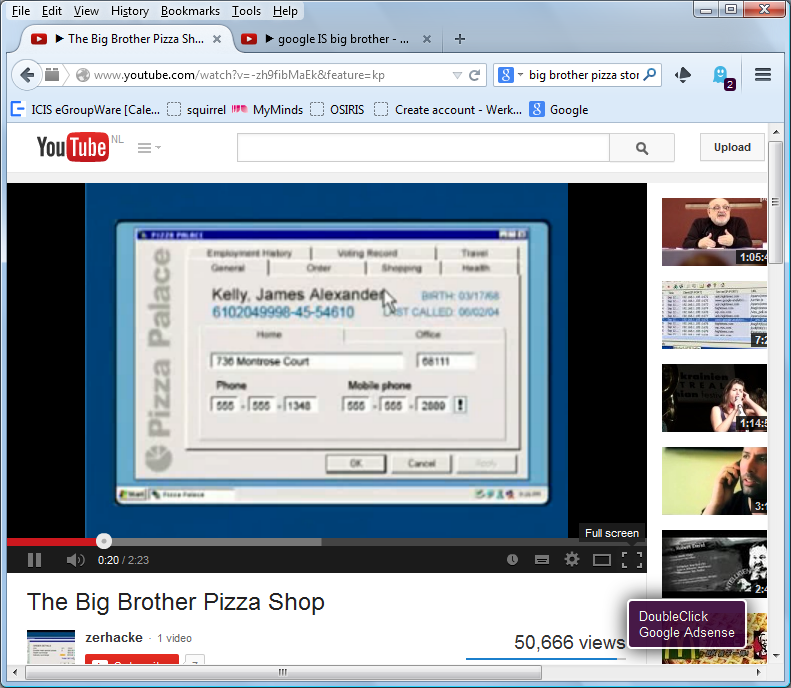 File Edit View History Bookmarks Tools Help
The Big Brother Pizza Sh... google IS big brother - ...
www.youtube.com/watch?v=-zh9fibMaEk&feature=kp big brother pizza stor 2
ICIS eGroupWare [Cale... squirrel MyMinds OSIRIS Create account - Werk... Google
YouTube NL Upload
PIZZA PALACE
Employment History Voting Record Travel
General Order Shopping Health
Pizza Palace
Kelly, James Alexander BIRTH: 03/17/68
6102049998-45-54610 LAST CALLED: 06/02/04
Home Office
736 Montrose Court 68111
Phone Mobile phone
555 - 555 - 1348 555 - 555 - 2889 !
OK Cancel Apply
Start Pizza Palace
1:05:4
7:2
1:14:5
3:1
2:4
Full screen
0:20 / 2:23
The Big Brother Pizza Shop
zerhacke · 1 video
50,666 views
DoubleClick
Google Adsense